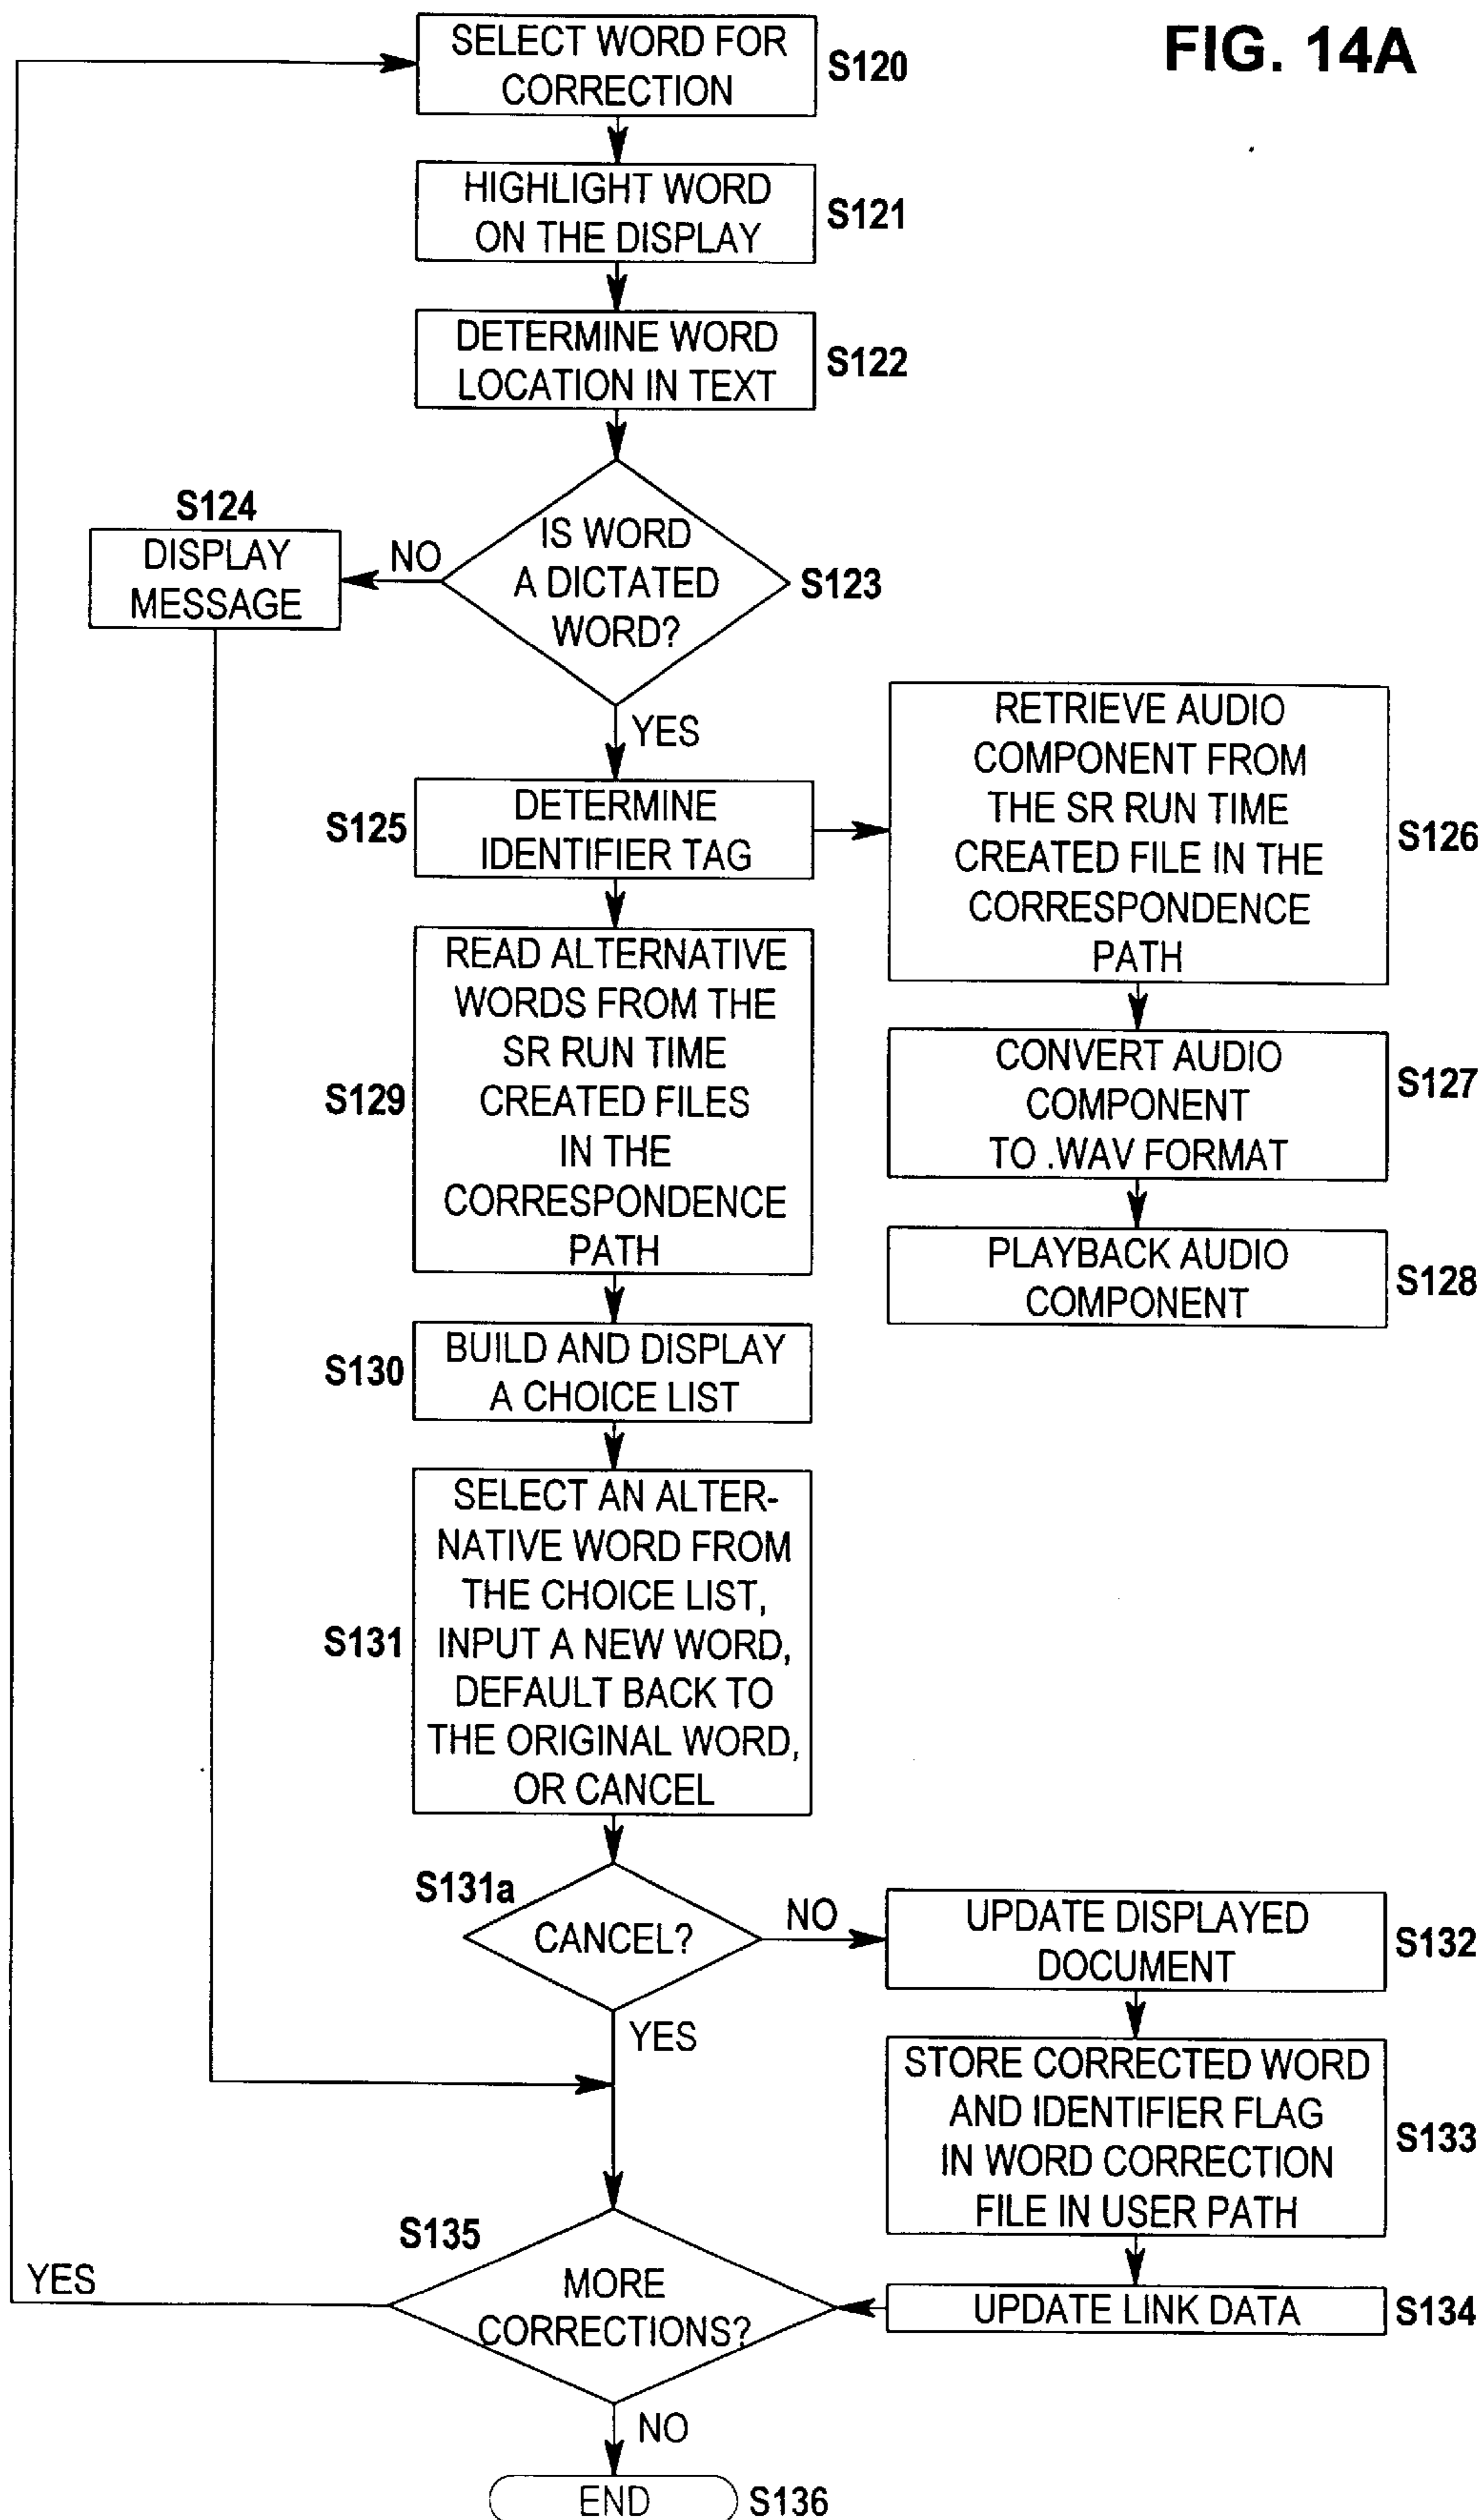 FIG. 14A
SELECT WORD FOR
CORRECTION
S120
HIGHLIGHT WORD
ON THE DISPLAY
S121
DETERMINE WORD
LOCATION IN TEXT
S122
IS WORD
A DICTATED
WORD?
S123
NO
S124
DISPLAY
MESSAGE
YES
S125
DETERMINE
IDENTIFIER TAG
RETRIEVE AUDIO
COMPONENT FROM
THE SR RUN TIME
CREATED FILE IN THE
CORRESPONDENCE
PATH
S126
CONVERT AUDIO
COMPONENT
TO .WAV FORMAT
S127
PLAYBACK AUDIO
COMPONENT
S128
S129
READ ALTERNATIVE
WORDS FROM THE
SR RUN TIME
CREATED FILES
IN THE
CORRESPONDENCE
PATH
S130
BUILD AND DISPLAY
A CHOICE LIST
S131
SELECT AN ALTER-
NATIVE WORD FROM
THE CHOICE LIST,
INPUT A NEW WORD,
DEFAULT BACK TO
THE ORIGINAL WORD,
OR CANCEL
S131a
CANCEL?
NO
YES
UPDATE DISPLAYED
DOCUMENT
S132
STORE CORRECTED WORD
AND IDENTIFIER FLAG
IN WORD CORRECTION
FILE IN USER PATH
S133
UPDATE LINK DATA
S134
S135
MORE
CORRECTIONS?
YES
NO
END
S136